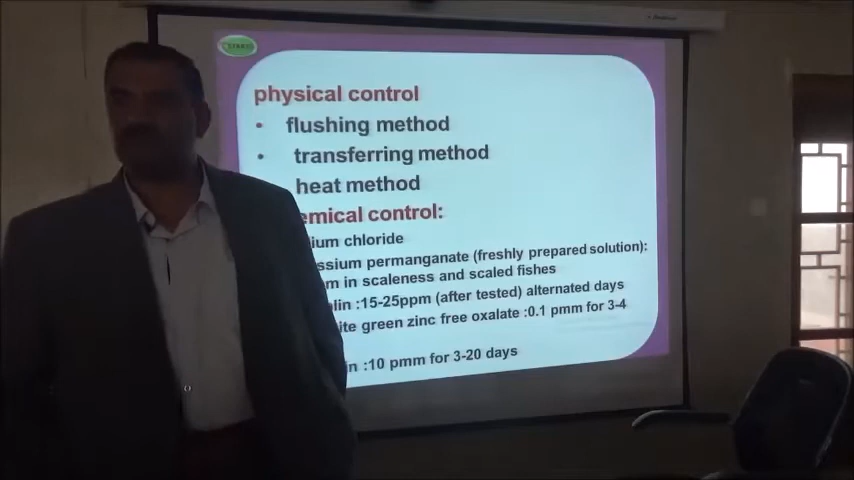 physical control
• flushing method
• transferring method
heat method
emical control:
ium chloride
ssium permanganate (freshly prepared Solution):
m in scaleness and scaled fishes
lin :15-25ppm (after tested) alternated days
ite green zinc free oxalate :0.1 pmm for 3-4
in :10 pmm for 3-20 days